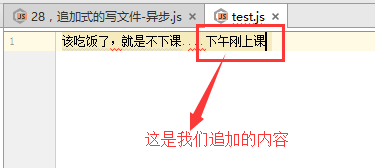 28，追加式的写文件-异步.js
test.js
1
该吃饭了，就是不下课....下午刚上课
这是我们追加的内容